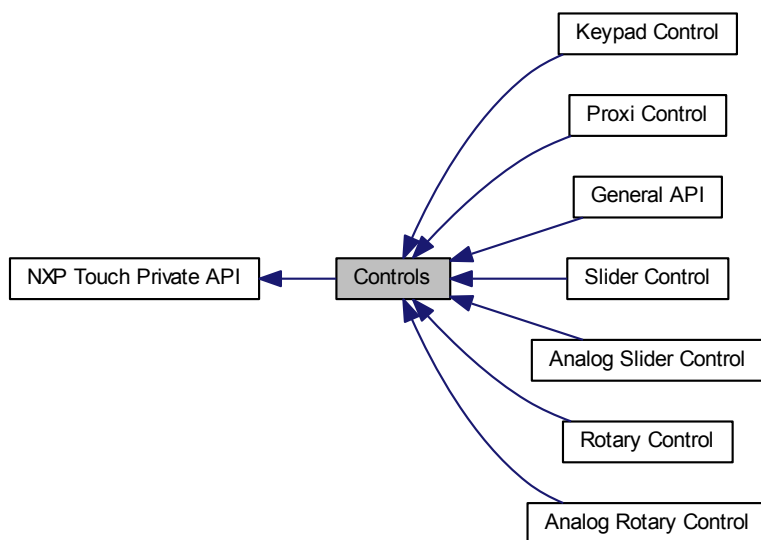 Keypad Control
Proxi Control
General API
NXP Touch Private API
Controls
Slider Control
Analog Slider Control
Rotary Control
Analog Rotary Control